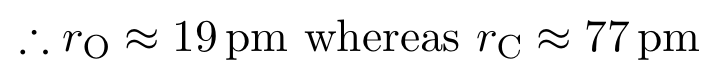 ∴ r_O ≈ 19 pm whereas r_C ≈ 77 pm